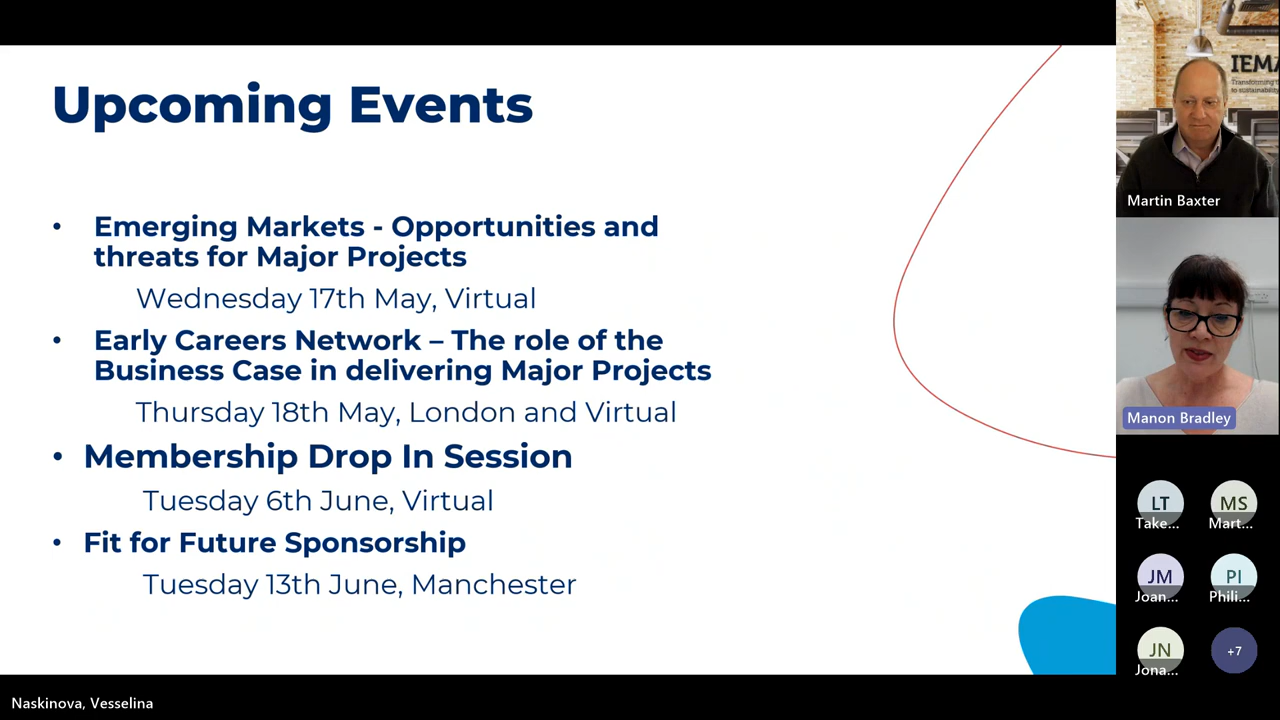 Upcoming Events
• Emerging Markets - Opportunities and
threats for Major Projects
Wednesday 17th May, Virtual
• Early Careers Network – The role of the
Business Case in delivering Major Projects
Thursday 18th May, London and Virtual
• Membership Drop In Session
Tuesday 6th June, Virtual
• Fit for Future Sponsorship
Tuesday 13th June, Manchester
IEMA
Transforming
to sustainability
Martin Baxter
Manon Bradley
LT
Take...
MS
Mart...
JM
Joan...
PI
Phili...
JN
Jona...
+7
Naskinova, Vesselina